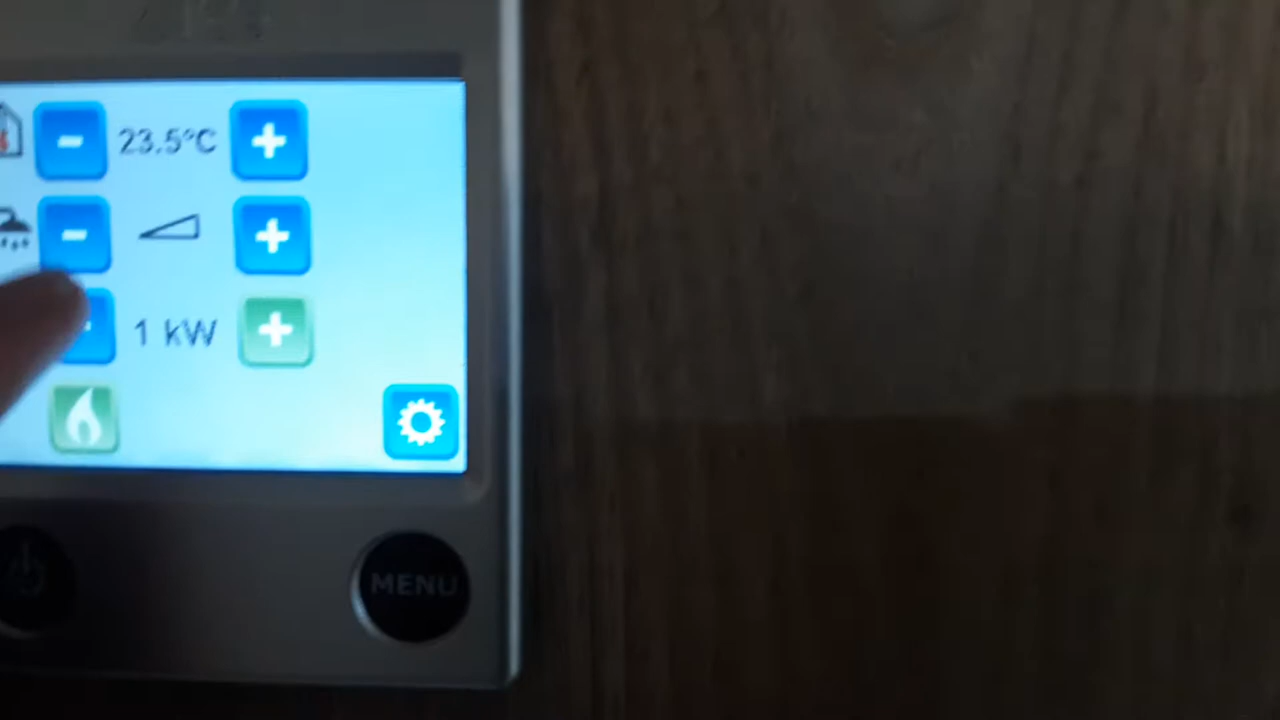 - 23.5°C +
- +
- 1 kW +
MENU